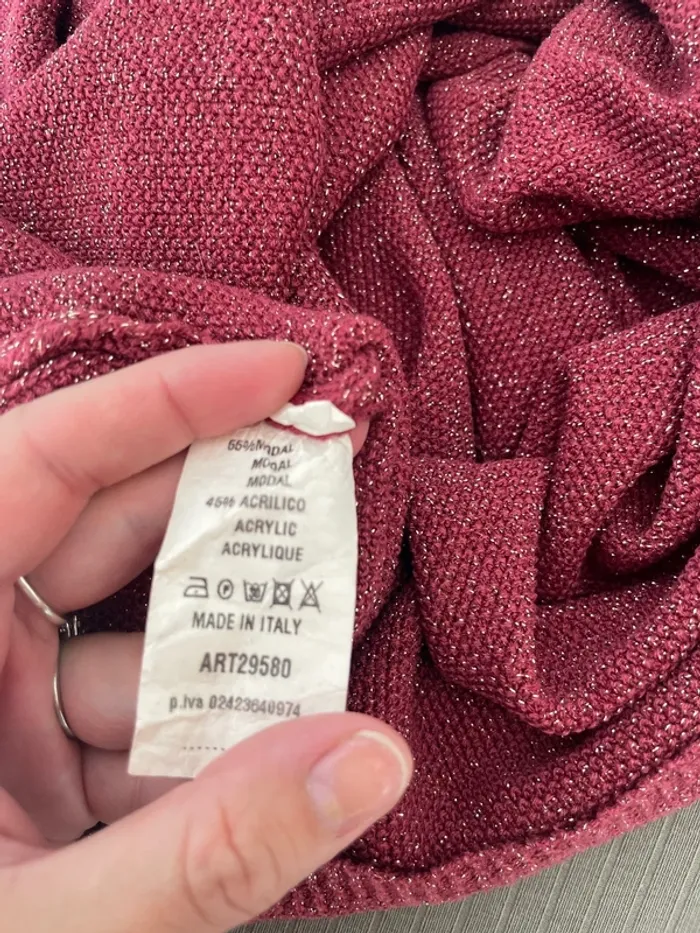 55% MODAL
MODAL
MODAL
45% ACRILICO
ACRYLIC
ACRYLIQUE
MADE IN ITALY
ART29580
p.iva 02423640974